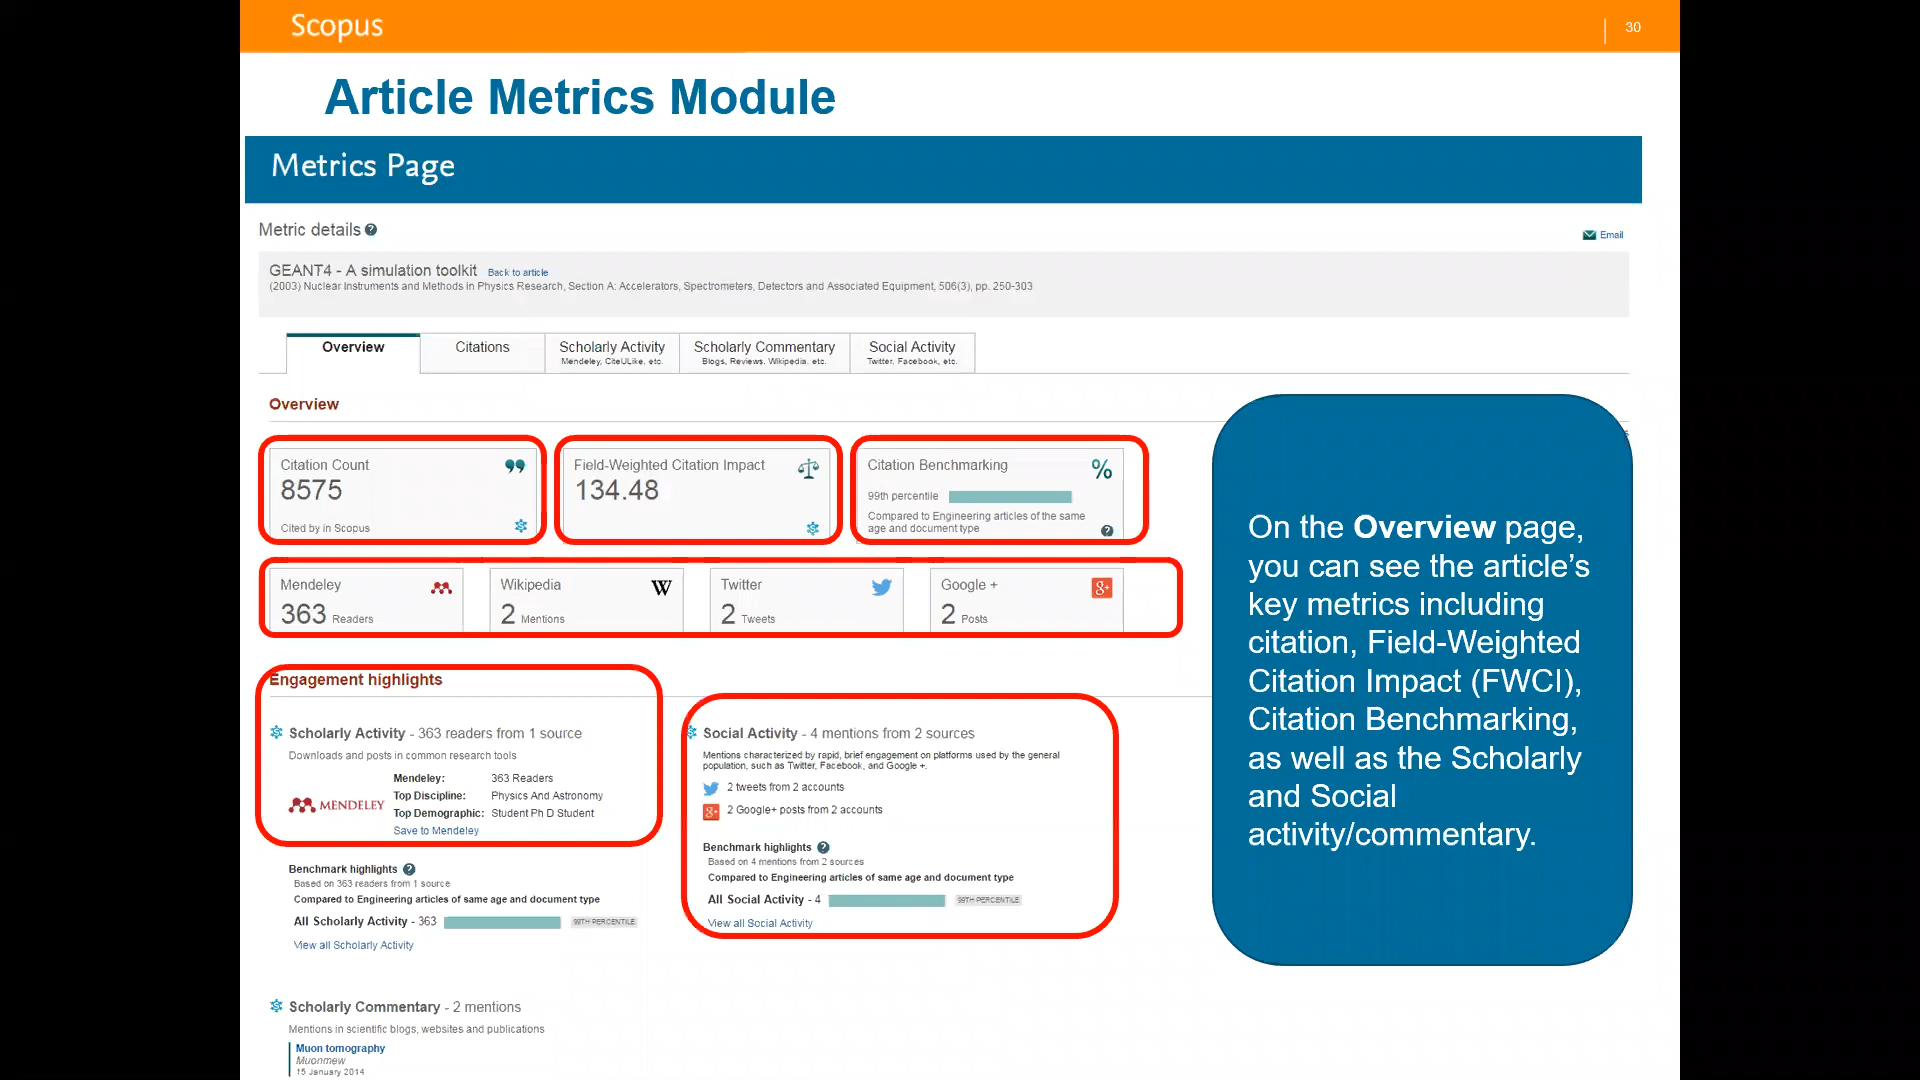 Scopus
30
Article Metrics Module
Metrics Page
Metric details ?
Email
GEANT4 - A simulation toolkit Back to article
(2003) Nuclear Instruments and Methods in Physics Research, Section A: Accelerators, Spectrometers, Detectors and Associated Equipment, 506(3), pp. 250-303
Overview
Citations
Scholarly Activity
Mendeley, CiteULike, etc.
Scholarly Commentary
Blogs, Reviews, Wikipedia, etc.
Social Activity
Twitter, Facebook, etc.
Overview
Citation Count
8575
Cited by in Scopus
Field-Weighted Citation Impact
134.48
Citation Benchmarking
%
99th percentile
Compared to Engineering articles of the same
age and document type
?
Mendeley
363 Readers
Wikipedia
W
2 Mentions
Twitter
2 Tweets
Google +
g+
2 Posts
Engagement highlights
Scholarly Activity - 363 readers from 1 source
Downloads and posts in common research tools
MENDELEY
Mendeley: 363 Readers
Top Discipline: Physics And Astronomy
Top Demographic: Student Ph D Student
Save to Mendeley
Benchmark highlights ?
Based on 363 readers from 1 source
Compared to Engineering articles of same age and document type
All Scholarly Activity - 363 99TH PERCENTILE
View all Scholarly Activity
Social Activity - 4 mentions from 2 sources
Mentions characterized by rapid, brief engagement on platforms used by the general
population, such as Twitter, Facebook, and Google +.
2 tweets from 2 accounts
g+ 2 Google+ posts from 2 accounts
Benchmark highlights ?
Based on 4 mentions from 2 sources
Compared to Engineering articles of same age and document type
All Social Activity - 4 99TH PERCENTILE
View all Social Activity
Scholarly Commentary - 2 mentions
Mentions in scientific blogs, websites and publications
Muon tomography
Muonmew
15 January 2014
On the Overview page,
you can see the article’s
key metrics including
citation, Field-Weighted
Citation Impact (FWCI),
Citation Benchmarking,
as well as the Scholarly
and Social
activity/commentary.